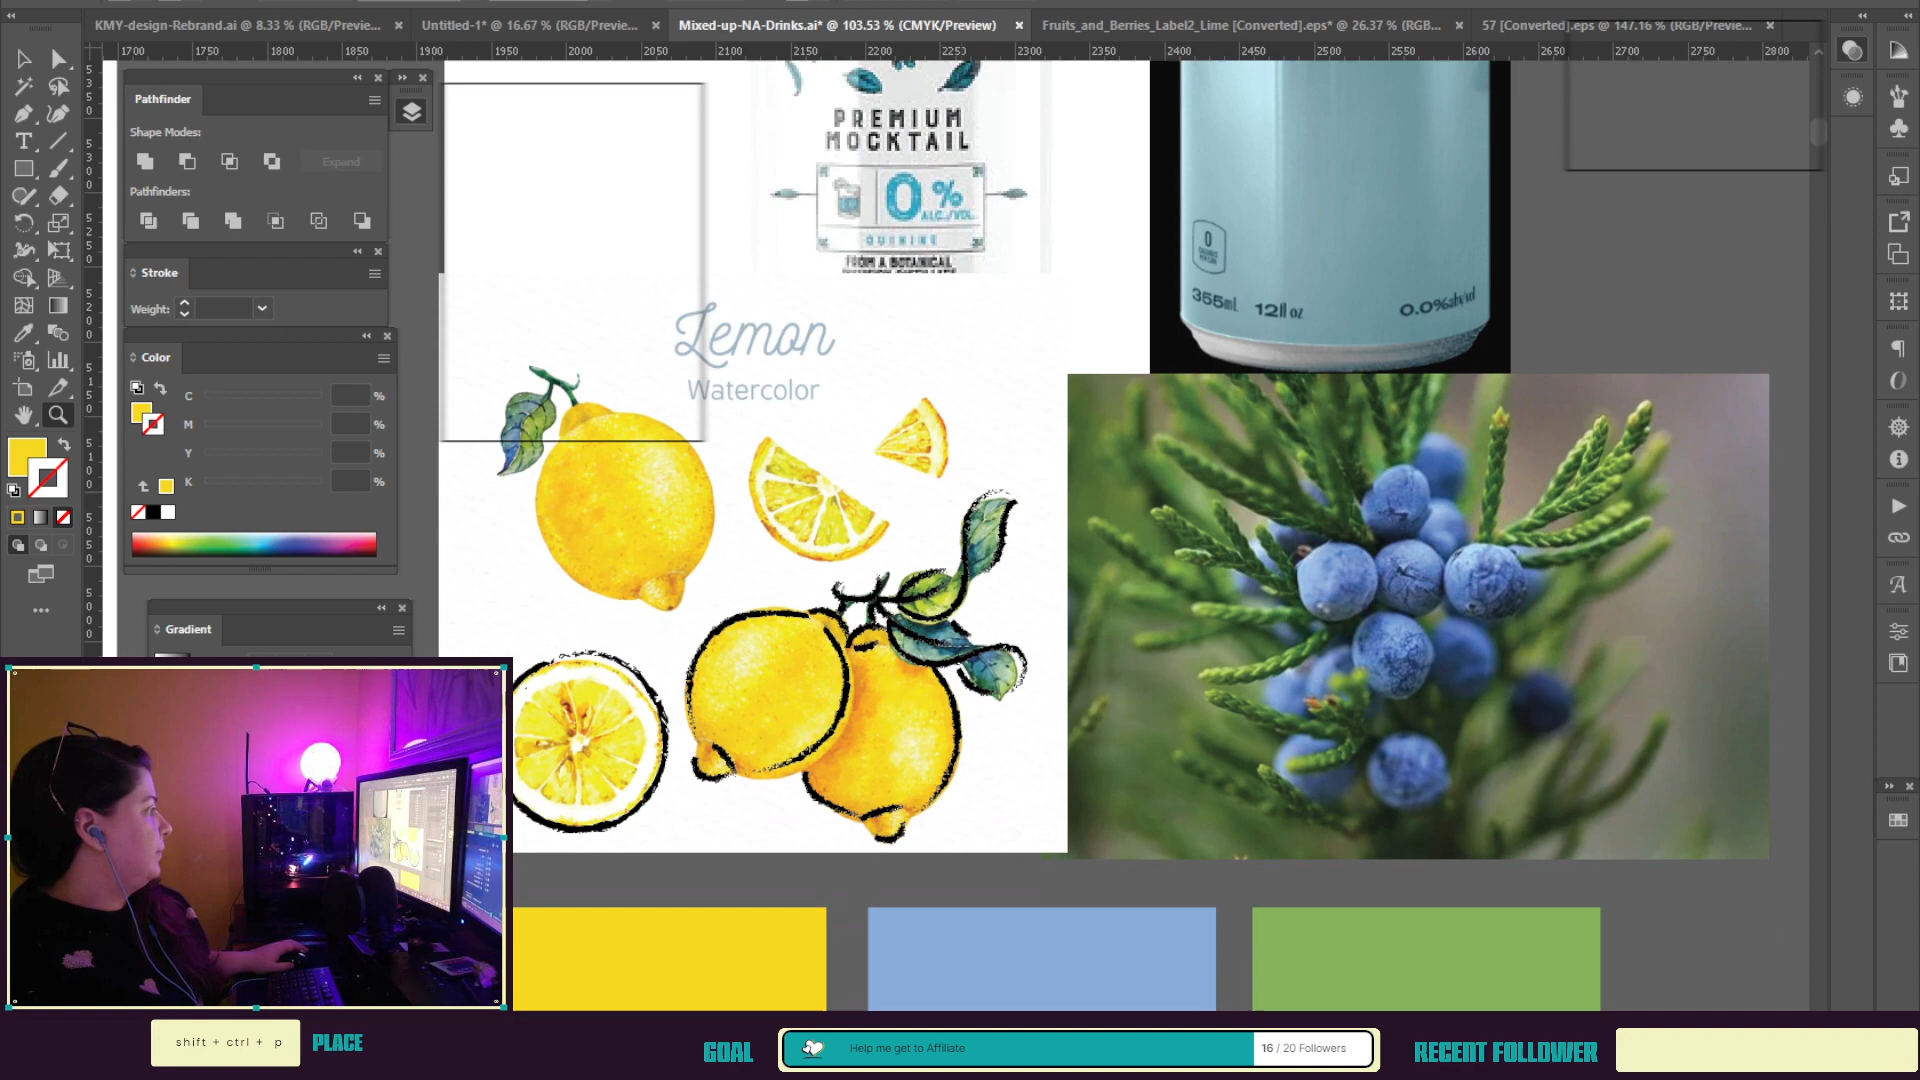 KMY-design-Rebrand.ai @ 8.33 % (RGB/Previe...
Untitled-1* @ 16.67 % (RGB/Previe...
Mixed-up-NA-Drinks.ai* @ 103.53 % (CMYK/Preview)
Fruits_and_Berries_Label2_Lime [Converted].eps* @ 26.37 % (RGB...
57 [Converted].eps @ 147.16 % (RGB/Previe...
1700 1750 1800 1850 1900 1950 2000 2050 2100 2150 2200 2253 2350 2400 2450 2500 2550 2600 2650 2700 2750 2800
Pathfinder
Shape Modes:
Expand
Pathfinders:
Stroke
Weight:
Color
C %
M %
Y %
K %
Gradient
PREMIUM
MOCKTAIL
0 %
ALC./VOL.
QUININE
FROM A BOTANICAL
Lemon
Watercolor
0
355mL 12fl oz 0.0%alc/vol
shift + ctrl + p
PLACE
GOAL
Help me get to Affiliate
16 / 20 Followers
RECENT FOLLOWER